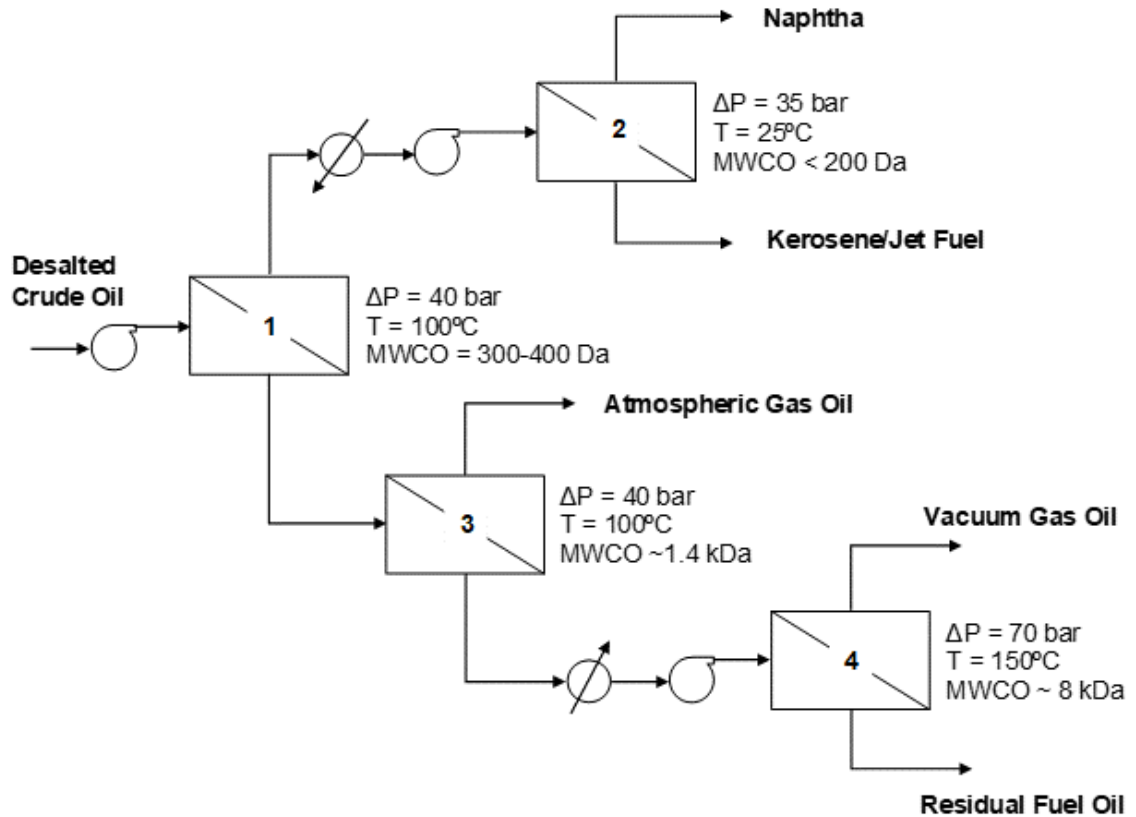 Naphtha
2
ΔP = 35 bar
T = 25ºC
MWCO < 200 Da
Kerosene/Jet Fuel
Desalted
Crude Oil
1
ΔP = 40 bar
T = 100ºC
MWCO = 300-400 Da
Atmospheric Gas Oil
3
ΔP = 40 bar
T = 100ºC
MWCO ~1.4 kDa
Vacuum Gas Oil
4
ΔP = 70 bar
T = 150ºC
MWCO ~ 8 kDa
Residual Fuel Oil